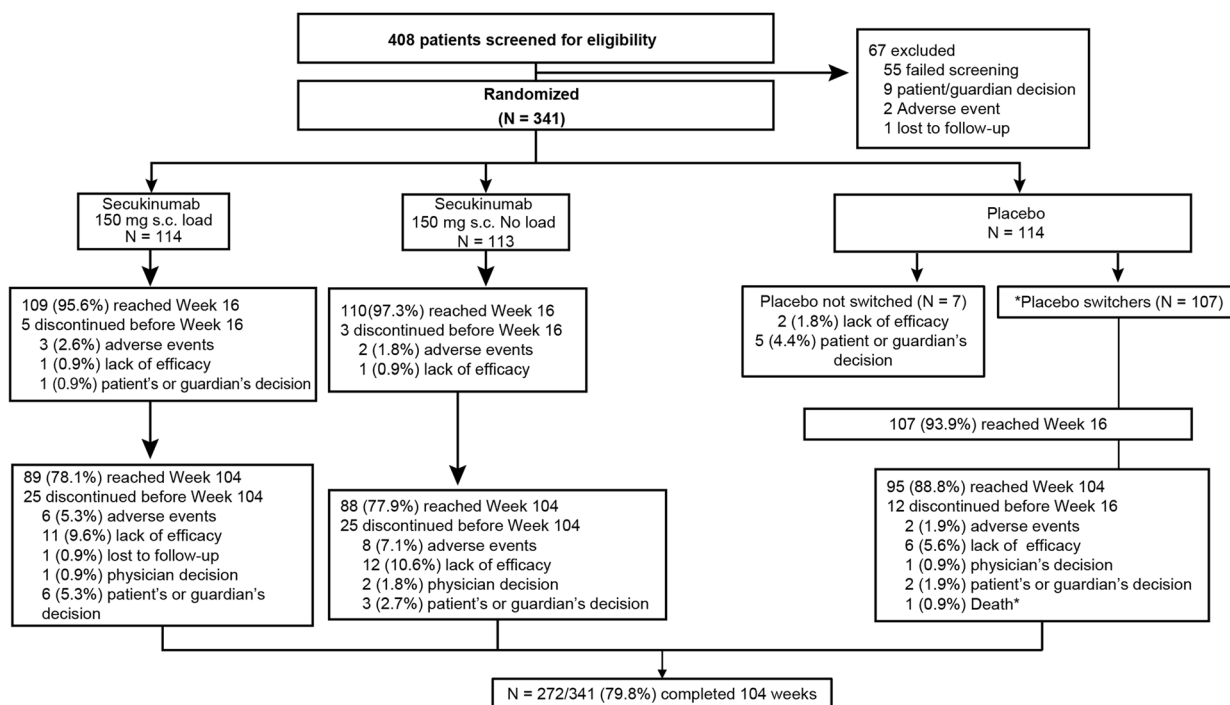 408 patients screened for eligibility
67 excluded
55 failed screening
9 patient/guardian decision
2 Adverse event
1 lost to follow-up
Randomized
(N = 341)
Secukinumab
150 mg s.c. load
N = 114
Secukinumab
150 mg s.c. No load
N = 113
Placebo
N = 114
109 (95.6%) reached Week 16
5 discontinued before Week 16
3 (2.6%) adverse events
1 (0.9%) lack of efficacy
1 (0.9%) patient's or guardian's decision
110(97.3%) reached Week 16
3 discontinued before Week 16
2 (1.8%) adverse events
1 (0.9%) lack of efficacy
Placebo not switched (N = 7)
2 (1.8%) lack of efficacy
5 (4.4%) patient or guardian's
decision
*Placebo switchers (N = 107)
107 (93.9%) reached Week 16
89 (78.1%) reached Week 104
25 discontinued before Week 104
6 (5.3%) adverse events
11 (9.6%) lack of efficacy
1 (0.9%) lost to follow-up
1 (0.9%) physician decision
6 (5.3%) patient's or guardian's
decision
88 (77.9%) reached Week 104
25 discontinued before Week 104
8 (7.1%) adverse events
12 (10.6%) lack of efficacy
2 (1.8%) physician decision
3 (2.7%) patient's or guardian's decision
95 (88.8%) reached Week 104
12 discontinued before Week 16
2 (1.9%) adverse events
6 (5.6%) lack of efficacy
1 (0.9%) physician's decision
2 (1.9%) patient's or guardian's decision
1 (0.9%) Death*
N = 272/341 (79.8%) completed 104 weeks